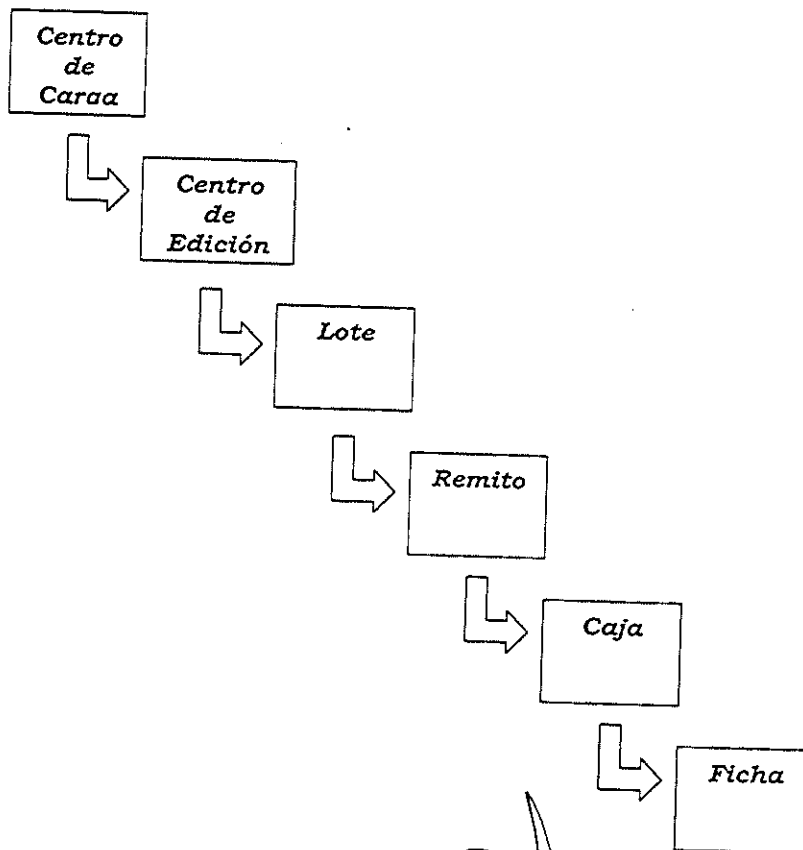 Centro
de
Caraa
Centro
de
Edición
Lote
Remito
Caja
Ficha